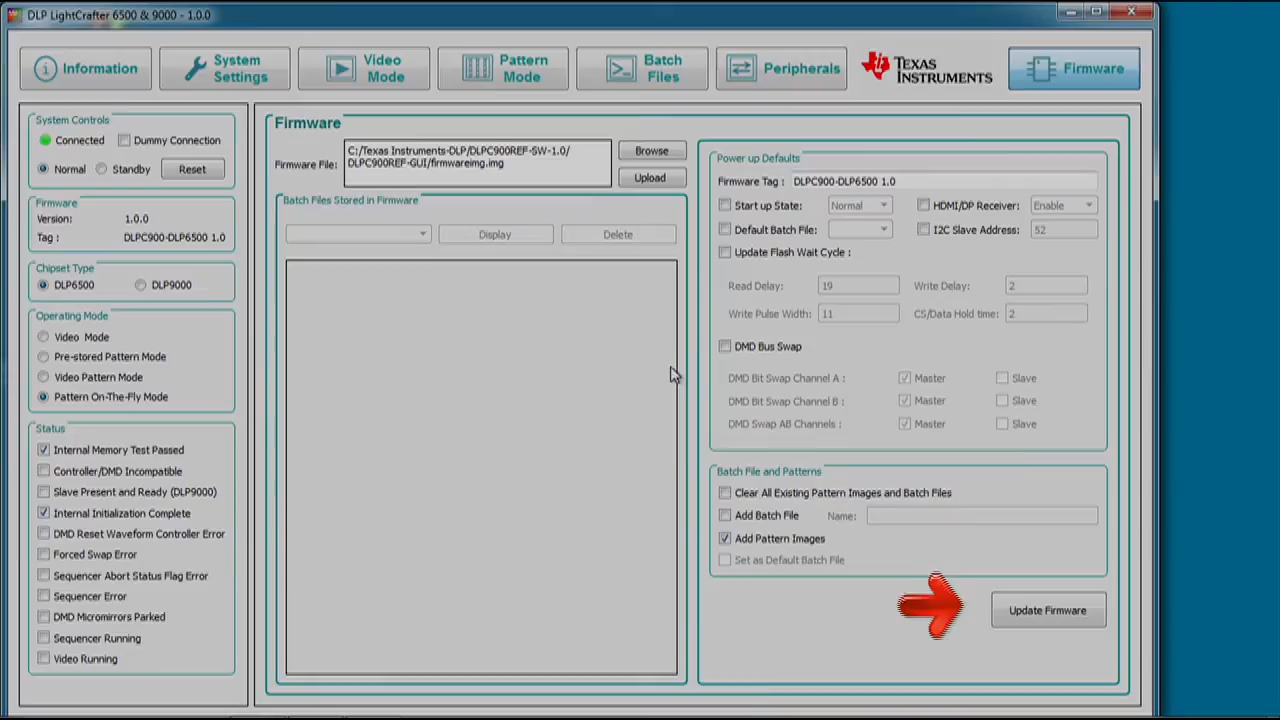 DLP LightCrafter 6500 & 9000 - 1.0.0
Information
System Settings
Video Mode
Pattern Mode
Batch Files
Peripherals
TEXAS INSTRUMENTS
Firmware
System Controls
Connected
Dummy Connection
Normal
Standby
Reset
Firmware
Version: 1.0.0
Tag : DLPC900-DLP6500 1.0
Chipset Type
DLP6500
DLP9000
Operating Mode
Video Mode
Pre-stored Pattern Mode
Video Pattern Mode
Pattern On-The-Fly Mode
Status
Internal Memory Test Passed
Controller/DMD Incompatible
Slave Present and Ready (DLP9000)
Internal Initialization Complete
DMD Reset Waveform Controller Error
Forced Swap Error
Sequencer Abort Status Flag Error
Sequencer Error
DMD Micromirrors Parked
Sequencer Running
Video Running
Firmware
Firmware File:
C:/Texas Instruments-DLP/DLPC900REF-SW-1.0/
DLPC900REF-GUI/firmwareimg.img
Browse
Upload
Batch Files Stored in Firmware
Display
Delete
Power up Defaults
Firmware Tag : DLPC900-DLP6500 1.0
Start up State: Normal
HDMI/DP Receiver: Enable
Default Batch File:
I2C Slave Address: 52
Update Flash Wait Cycle :
Read Delay: 19
Write Delay: 2
Write Pulse Width: 11
CS/Data Hold time: 2
DMD Bus Swap
DMD Bit Swap Channel A : Master Slave
DMD Bit Swap Channel B : Master Slave
DMD Swap AB Channels : Master Slave
Batch File and Patterns
Clear All Existing Pattern Images and Batch Files
Add Batch File Name:
Add Pattern Images
Set as Default Batch File
Update Firmware